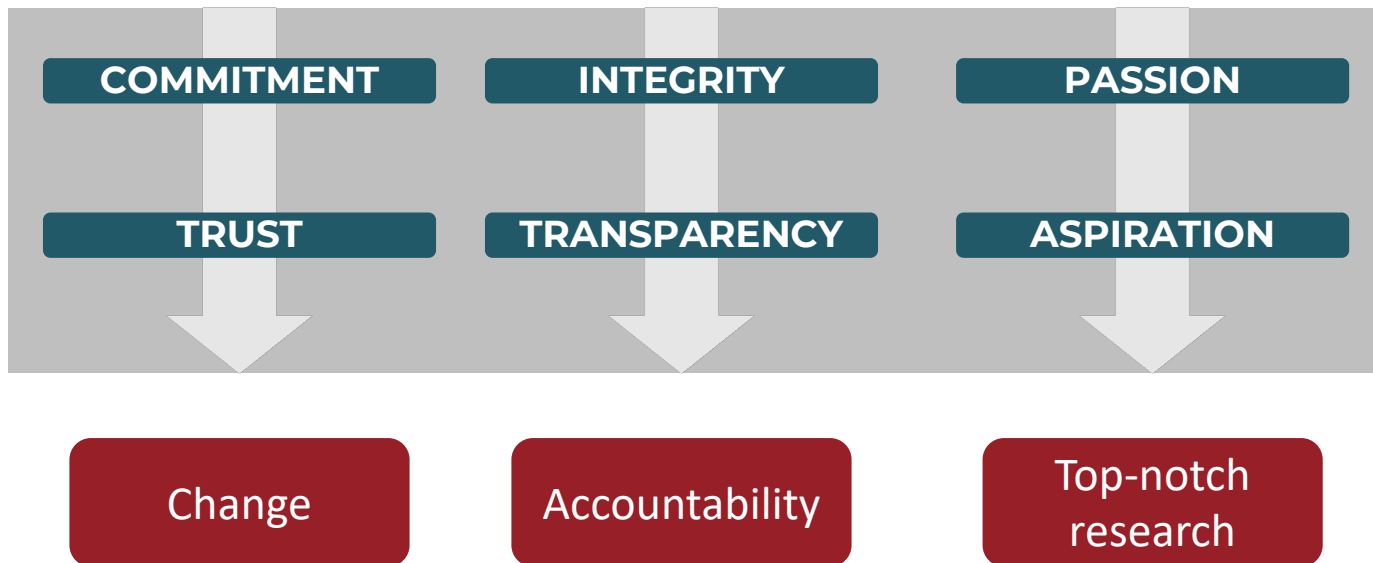 COMMITMENT
INTEGRITY
PASSION
TRUST
TRANSPARENCY
ASPIRATION
Change
Accountability
Top-notch
research